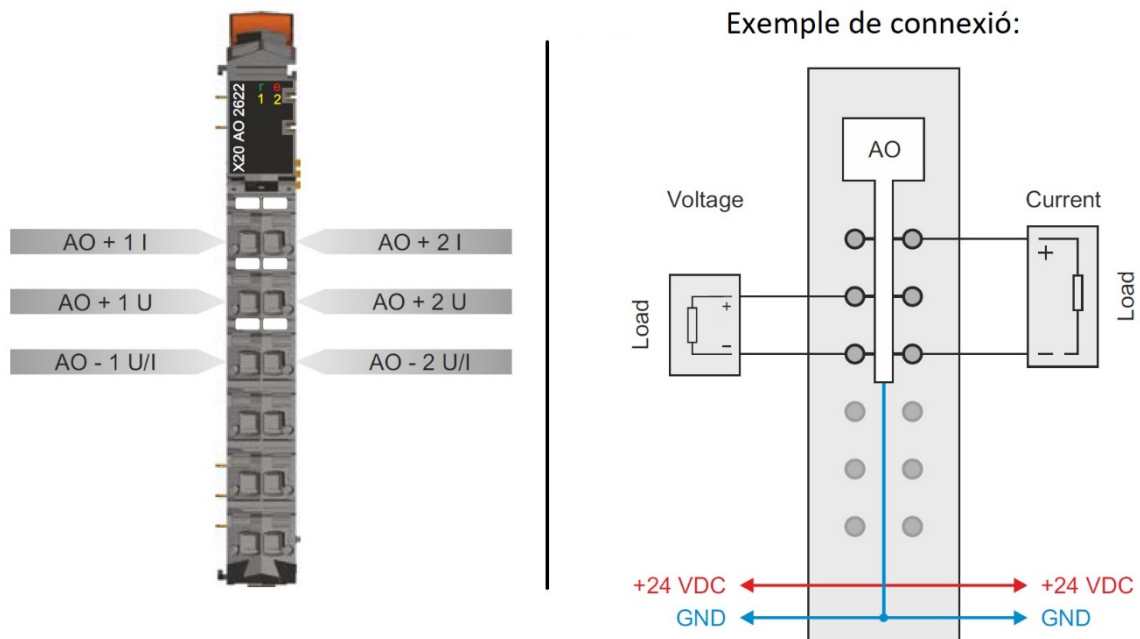 Exemple de connexió:
X20 AO 2622
r e
1 2
AO + 1 I
AO + 2 I
AO + 1 U
AO + 2 U
AO - 1 U/I
AO - 2 U/I
AO
Voltage
Current
Load
+
−
+
−
Load
+24 VDC
+24 VDC
GND
GND